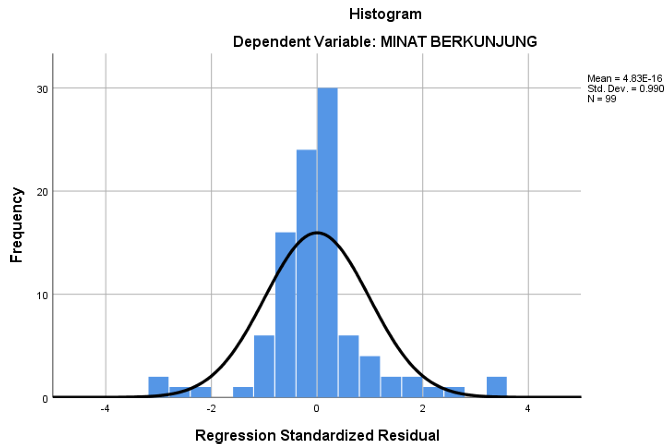 Histogram
Dependent Variable: MINAT BERKUNJUNG
Mean = 4.83E-16
Std. Dev. = 0.990
N = 99
Frequency
30
20
10
0
-4 -2 0 2 4
Regression Standardized Residual